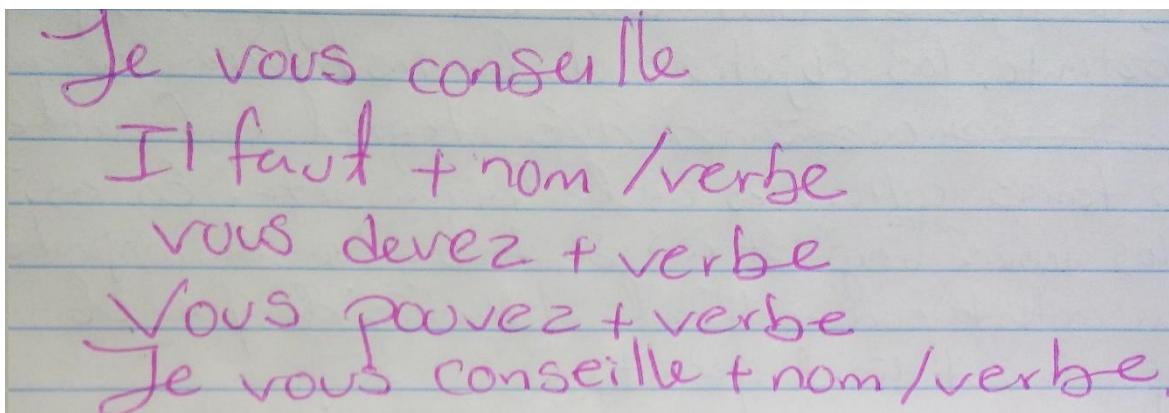 Je vous conseille
Il faut + nom /verbe
vous devez + verbe
Vous pouvez + verbe
Je vous conseille + nom /verbe